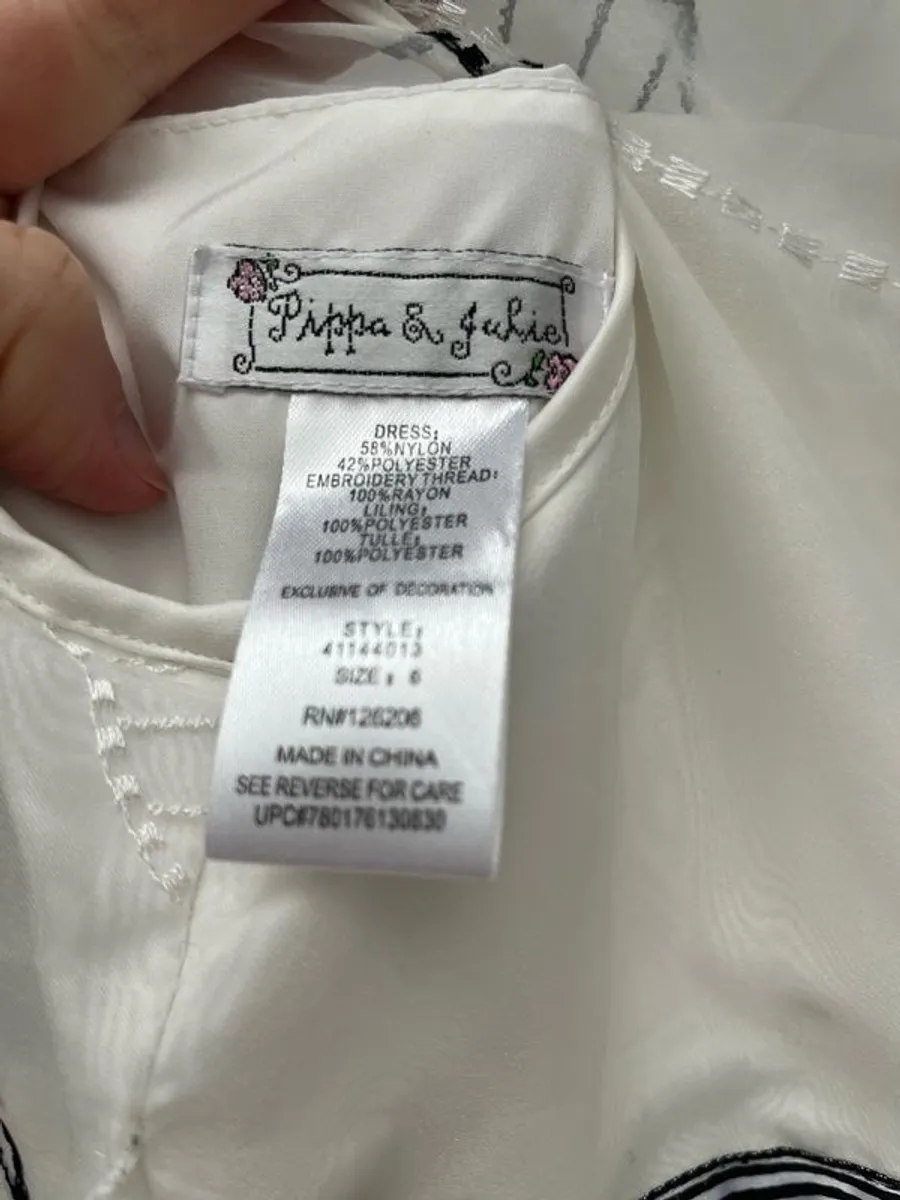 Pippa & Julie
DRESS:
58%NYLON
42%POLYESTER
EMBROIDERY THREAD:
100%RAYON
LILING:
100%POLYESTER
TULLE:
100%POLYESTER
EXCLUSIVE OF DECORATION
STYLE:
41144013
SIZE: 6
RN#126206
MADE IN CHINA
SEE REVERSE FOR CARE
UPC#780176130830